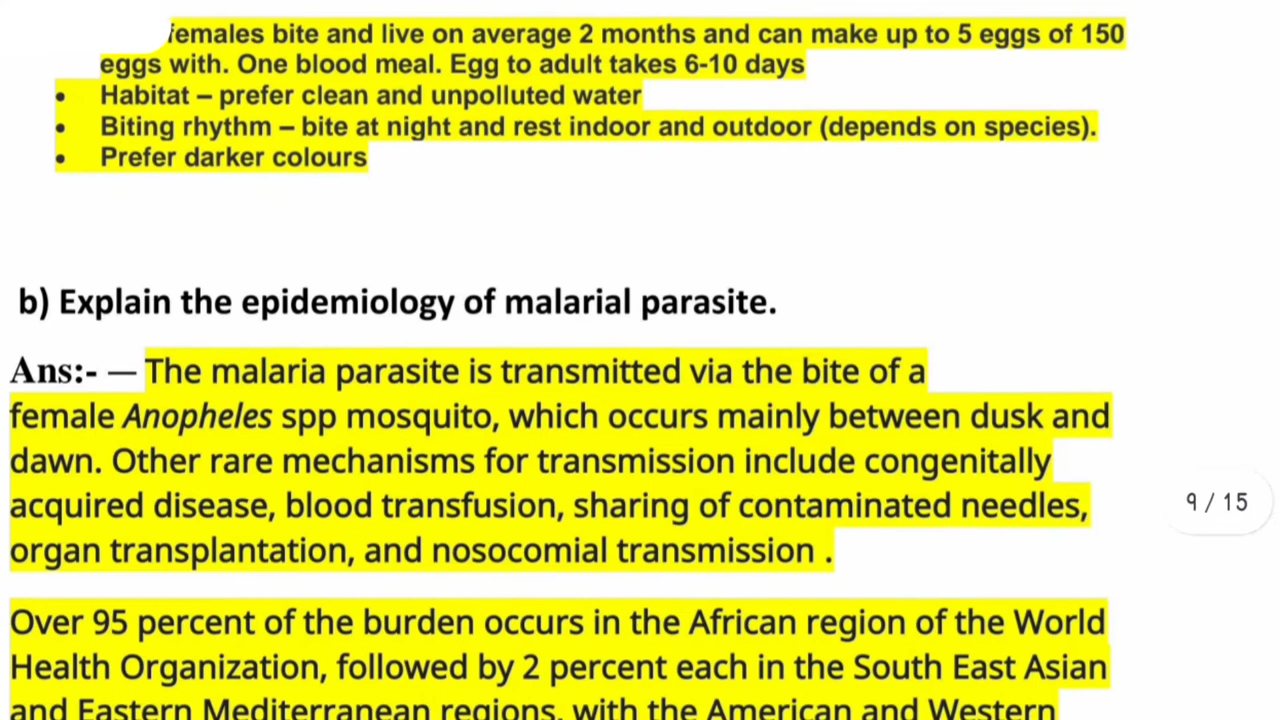 females bite and live on average 2 months and can make up to 5 eggs of 150
eggs with. One blood meal. Egg to adult takes 6-10 days
• Habitat – prefer clean and unpolluted water
• Biting rhythm – bite at night and rest indoor and outdoor (depends on species).
• Prefer darker colours
b) Explain the epidemiology of malarial parasite.
Ans:- — The malaria parasite is transmitted via the bite of a
female Anopheles spp mosquito, which occurs mainly between dusk and
dawn. Other rare mechanisms for transmission include congenitally
acquired disease, blood transfusion, sharing of contaminated needles,
organ transplantation, and nosocomial transmission .
9 / 15
Over 95 percent of the burden occurs in the African region of the World
Health Organization, followed by 2 percent each in the South East Asian
and Eastern Mediterranean regions, with the American and Western